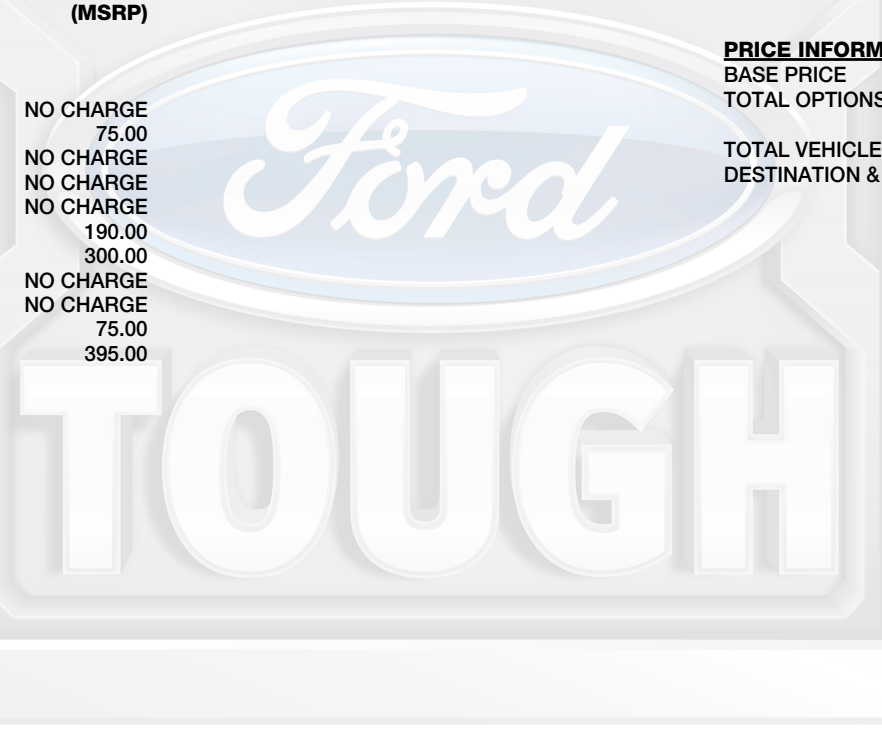 (MSRP)
NO CHARGE
75.00
NO CHARGE
NO CHARGE
NO CHARGE
190.00
300.00
NO CHARGE
NO CHARGE
75.00
395.00
PRICE INFORM
BASE PRICE
TOTAL OPTIONS
TOTAL VEHICLE
DESTINATION &
Ford
TOUGH